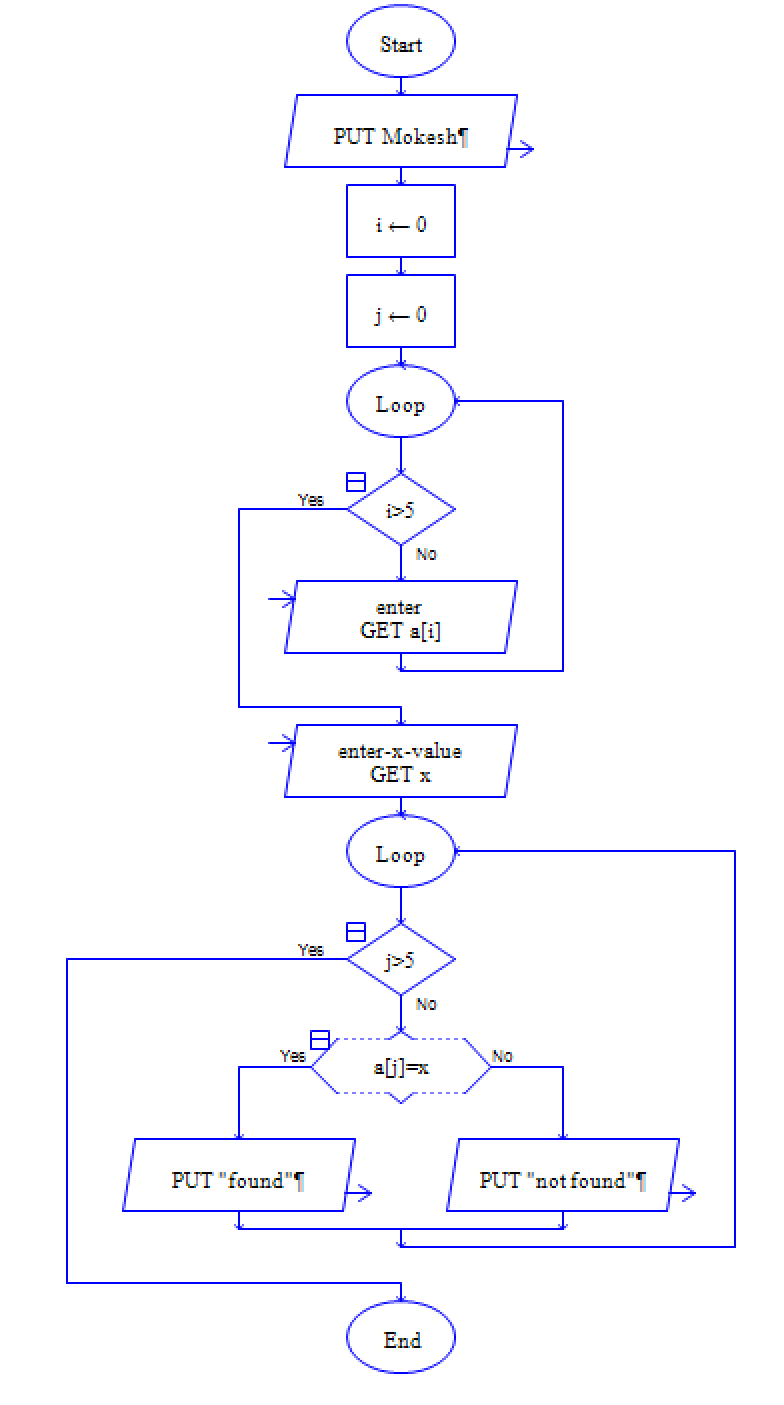 Start
PUT Mokesh¶
i ← 0
j ← 0
Loop
Yes
i>5
No
enter
GET a[i]
enter-x-value
GET x
Loop
Yes
j>5
No
Yes
a[j]=x
No
PUT "found"¶
PUT "not found"¶
End